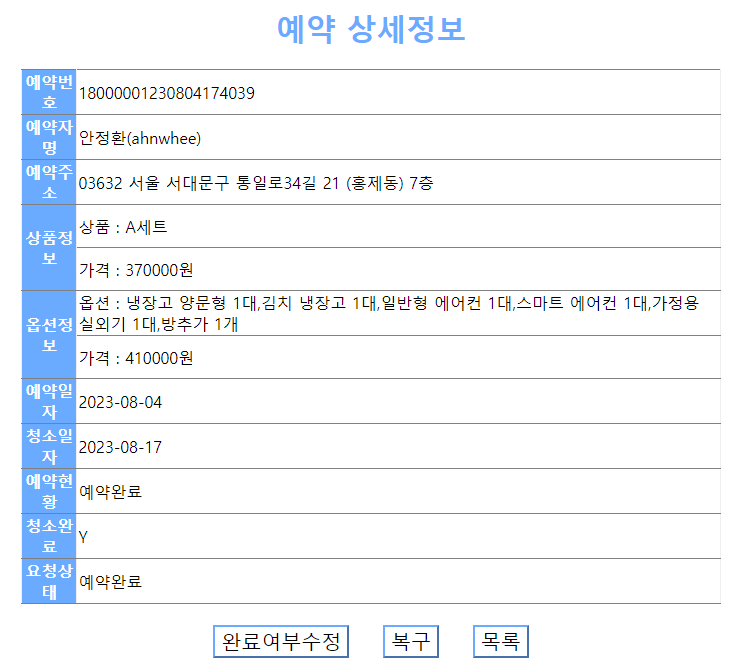 예약 상세정보
예약번
호
18000001230804174039
예약자
명
안정환(ahnwhee)
예약주
소
03632 서울 서대문구 통일로34길 21 (홍제동) 7층
상품정
보
상품 : A세트
가격 : 370000원
옵션정
보
옵션 : 냉장고 양문형 1대,김치 냉장고 1대,일반형 에어컨 1대,스마트 에어컨 1대,가정용
실외기 1대,방추가 1개
가격 : 410000원
예약일
자
2023-08-04
청소일
자
2023-08-17
예약현
황
예약완료
청소완
료
Y
요청상
태
예약완료
완료여부수정 복구 목록